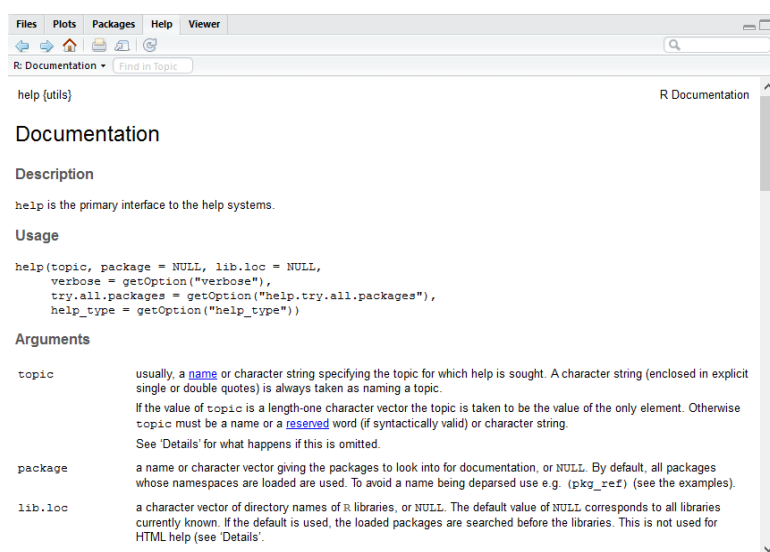 Files Plots Packages Help Viewer
R: Documentation Find in Topic
help {utils} R Documentation
Documentation
Description
help is the primary interface to the help systems.
Usage
help(topic, package = NULL, lib.loc = NULL,
verbose = getOption("verbose"),
try.all.packages = getOption("help.try.all.packages"),
help_type = getOption("help_type"))
Arguments
topic usually, a name or character string specifying the topic for which help is sought. A character string (enclosed in explicit
single or double quotes) is always taken as naming a topic.
If the value of topic is a length-one character vector the topic is taken to be the value of the only element. Otherwise
topic must be a name or a reserved word (if syntactically valid) or character string.
See ‘Details’ for what happens if this is omitted.
package a name or character vector giving the packages to look into for documentation, or NULL. By default, all packages
whose namespaces are loaded are used. To avoid a name being deparsed use e.g. (pkg_ref) (see the examples).
lib.loc a character vector of directory names of R libraries, or NULL. The default value of NULL corresponds to all libraries
currently known. If the default is used, the loaded packages are searched before the libraries. This is not used for
HTML help (see ‘Details’.